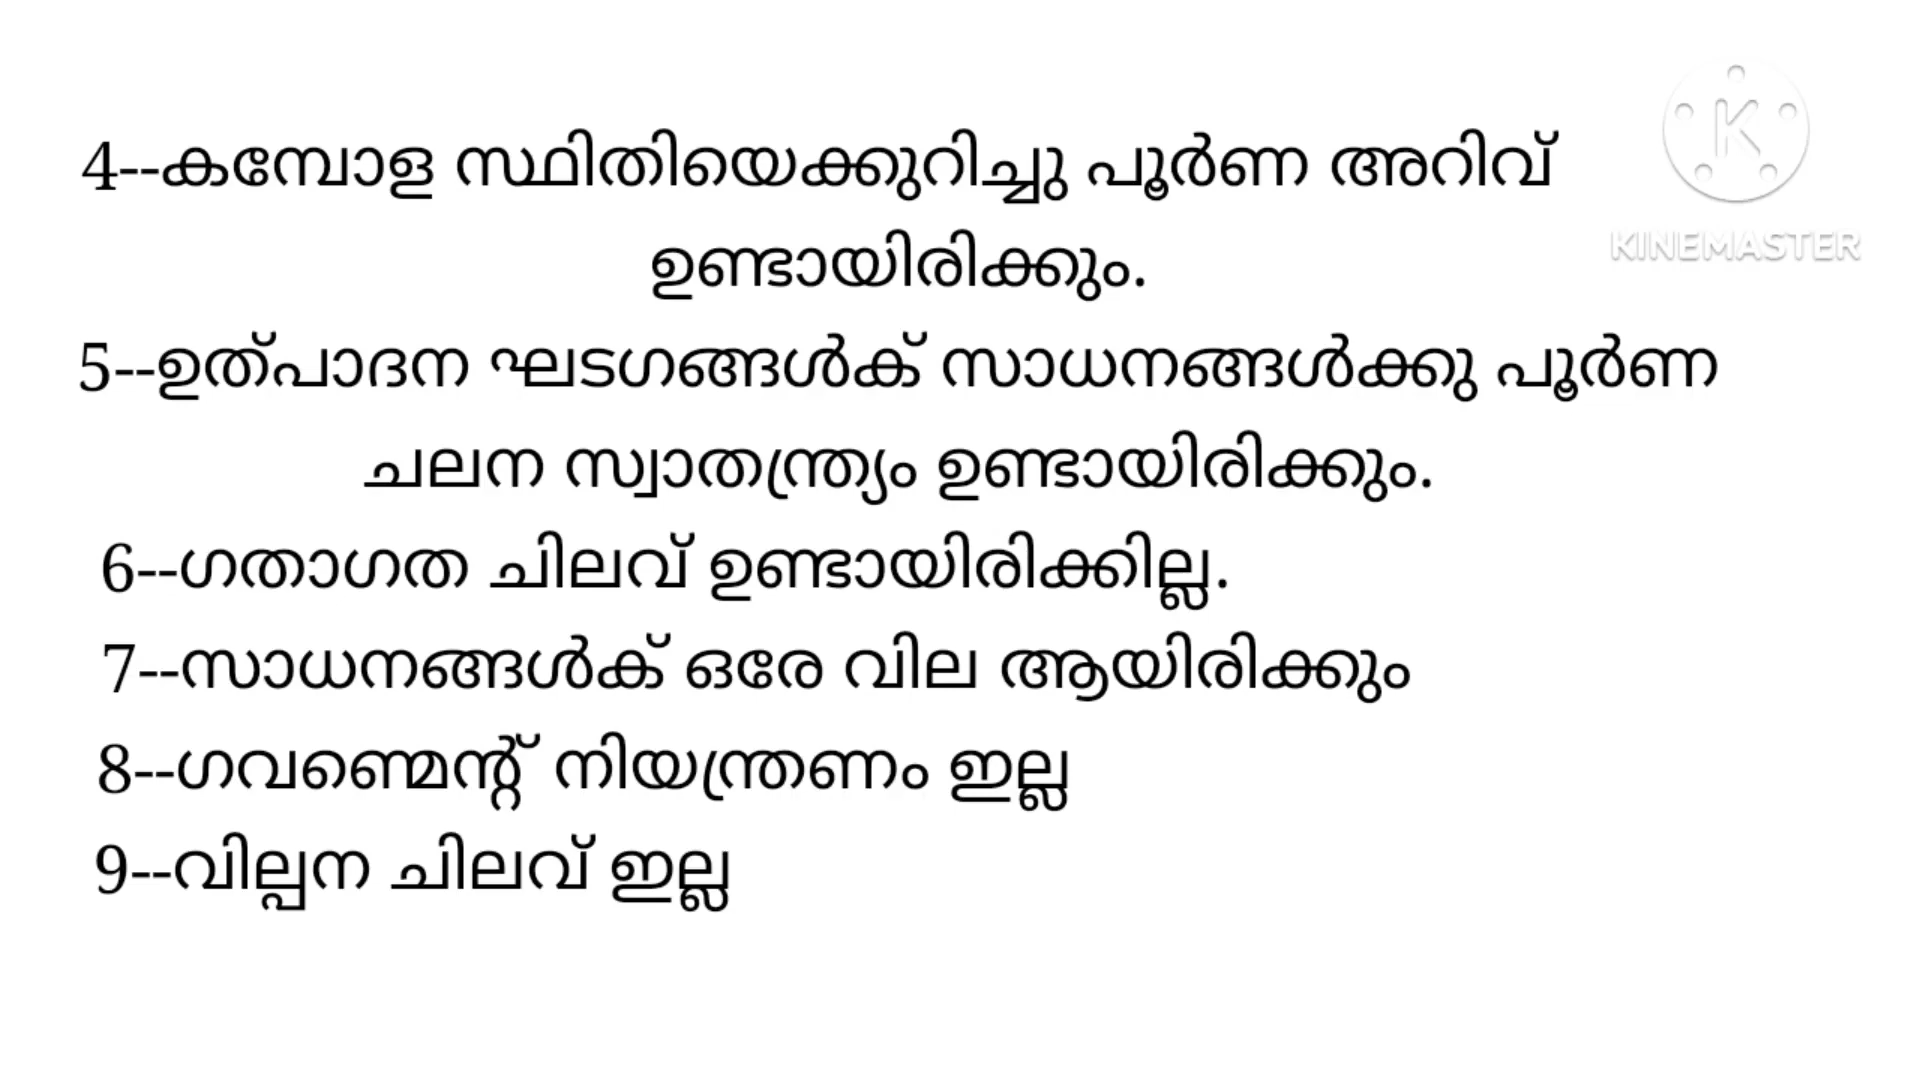 4--കമ്പോള സ്ഥിതിയെക്കുറിച്ചു പൂർണ അറിവ്
ഉണ്ടായിരിക്കും.
5--ഉത്പാദന ഘടഗങ്ങൾക് സാധനങ്ങൾക്കു പൂർണ
ചലന സ്വാതന്ത്ര്യം ഉണ്ടായിരിക്കും.
6--ഗതാഗത ചിലവ് ഉണ്ടായിരിക്കില്ല.
7--സാധനങ്ങൾക് ഒരേ വില ആയിരിക്കും
8--ഗവണ്മെന്റ് നിയന്ത്രണം ഇല്ല
9--വില്പന ചിലവ് ഇല്ല
K
KINEMASTER